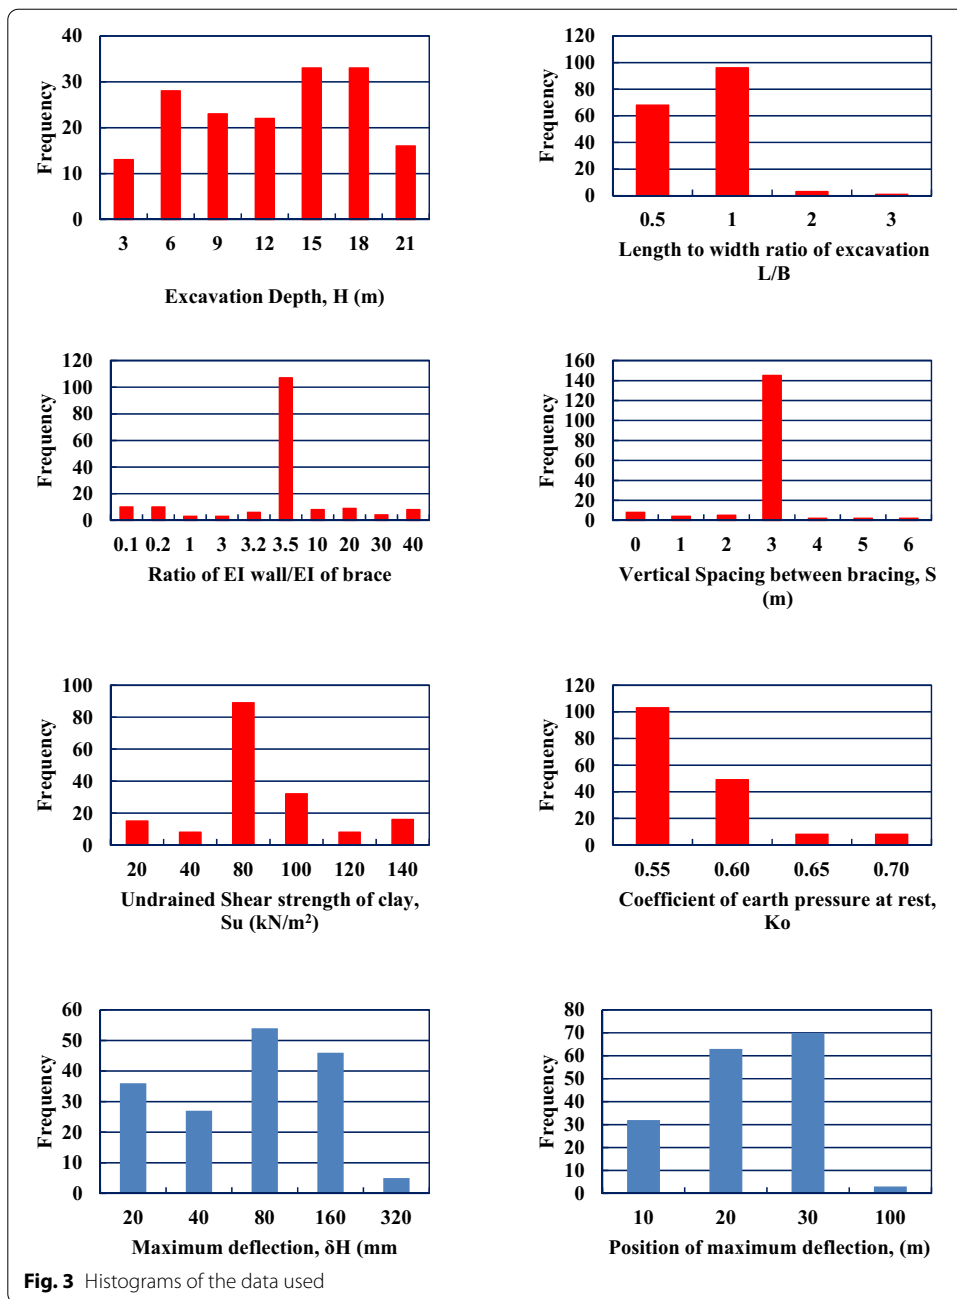 40
30
20
10
0
Frequency
3 6 9 12 15 18 21
Excavation Depth, H (m)
120
100
80
60
40
20
0
Frequency
0.5 1 2 3
Length to width ratio of excavation
L/B
120
100
80
60
40
20
0
Frequency
0.1 0.2 1 3 3.2 3.5 10 20 30 40
Ratio of EI wall/EI of brace
160
140
120
100
80
60
40
20
0
Frequency
0 1 2 3 4 5 6
Vertical Spacing between bracing, S
(m)
100
80
60
40
20
0
Frequency
20 40 80 100 120 140
Undrained Shear strength of clay,
Su (kN/m²)
120
100
80
60
40
20
0
Frequency
0.55 0.60 0.65 0.70
Coefficient of earth pressure at rest,
Ko
60
50
40
30
20
10
0
Frequency
20 40 80 160 320
Maximum deflection, δH (mm
80
70
60
50
40
30
20
10
0
Frequency
10 20 30 100
Position of maximum deflection, (m)
Fig. 3 Histograms of the data used